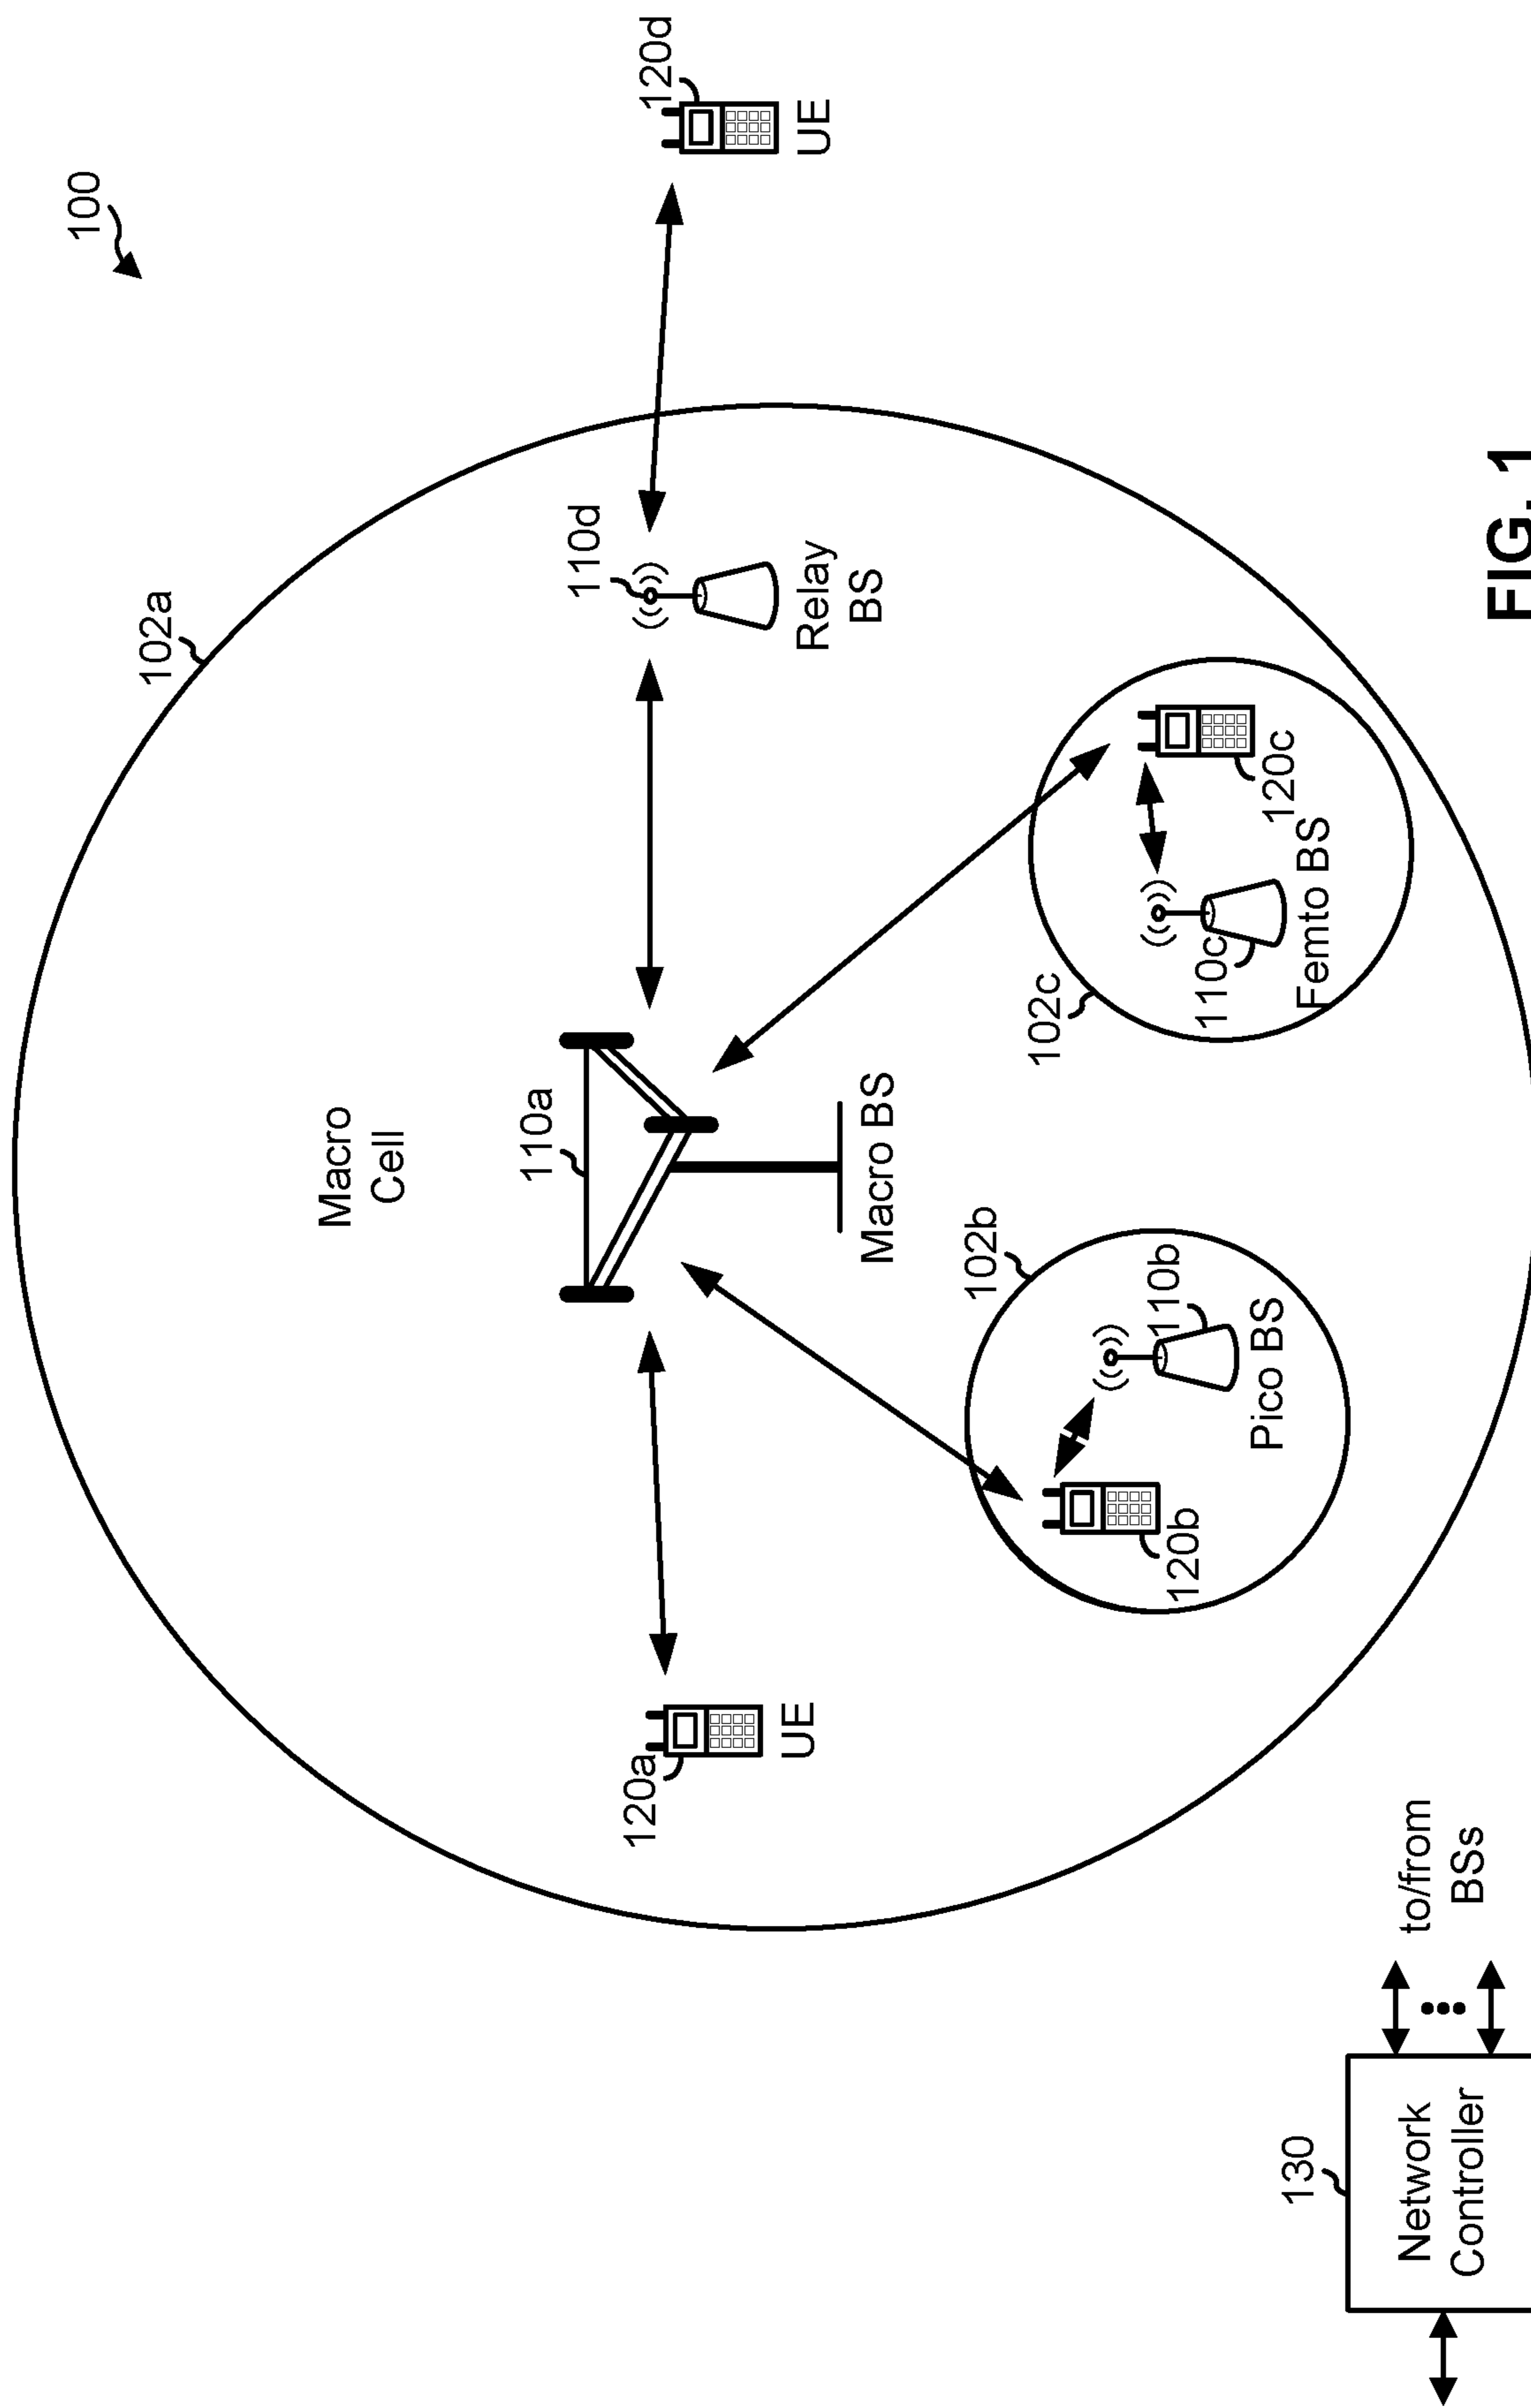 100
102a
Macro
Cell
110a
110d
120d
120a
UE
Macro BS
Relay
BS
UE
102b
102c
110b
110c
120b
120c
Pico BS
Femto BS
130
Network
Controller
to/from
BSs
FIG. 1